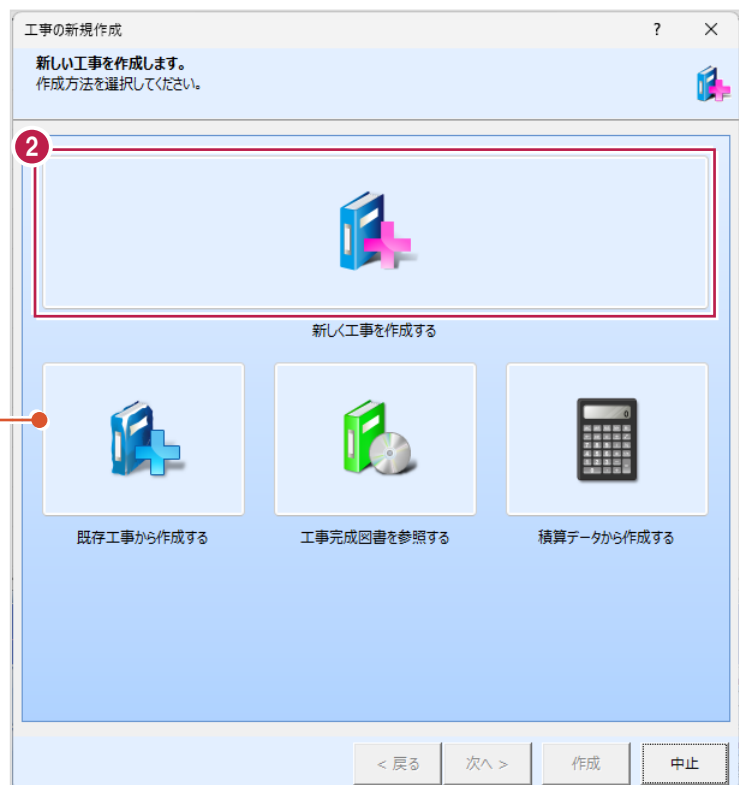 工事の新規作成 ? ×
新しい工事を作成します。
作成方法を選択してください。
2
新しく工事を作成する
既存工事から作成する 工事完成図書を参照する 積算データから作成する
< 戻る 次へ > 作成 中止